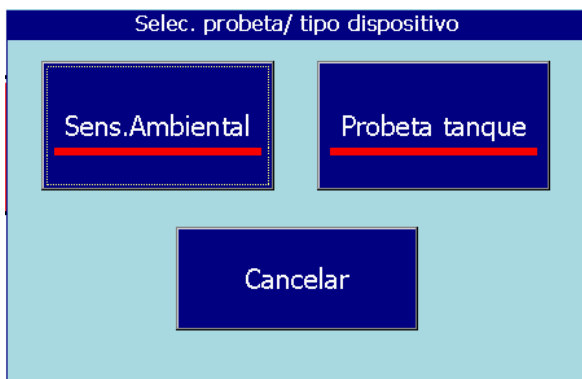 Selec. probeta/ tipo dispositivo
Sens.Ambiental
Probeta tanque
Cancelar